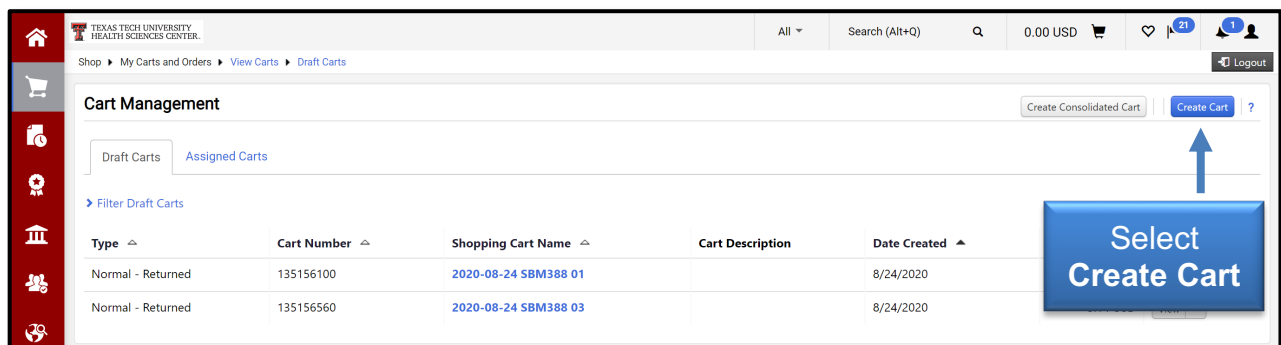 TEXAS TECH UNIVERSITY
HEALTH SCIENCES CENTER.
All
Search (Alt+Q)
0.00 USD
21
1
Shop My Carts and Orders View Carts Draft Carts
Logout
Cart Management
Create Consolidated Cart
Create Cart
?
Draft Carts
Assigned Carts
Filter Draft Carts
Type Cart Number Shopping Cart Name Cart Description Date Created
Normal - Returned 135156100 2020-08-24 SBM388 01 8/24/2020
Normal - Returned 135156560 2020-08-24 SBM388 03 8/24/2020
Select
Create Cart